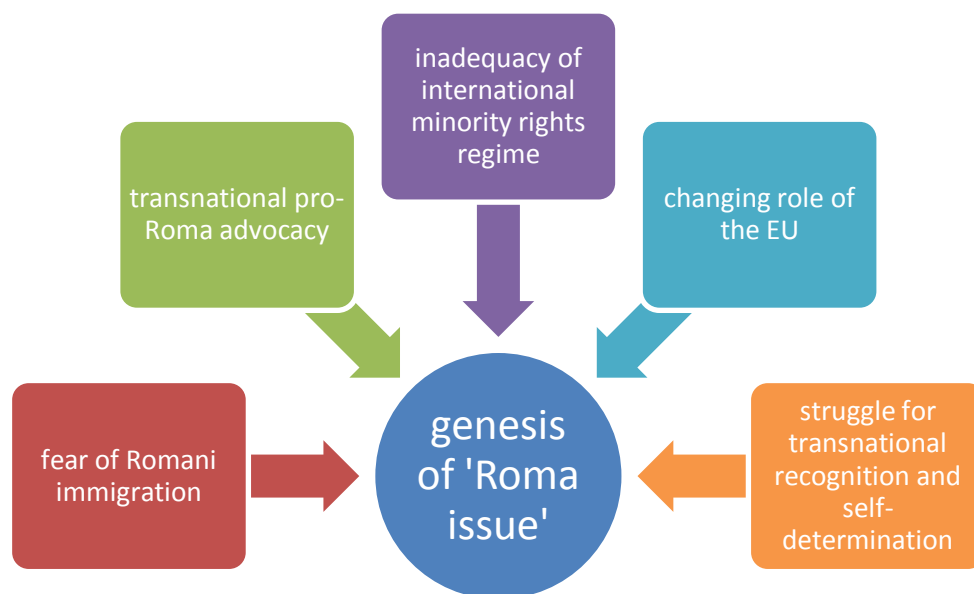 fear of Romani
immigration
transnational pro-
Roma advocacy
inadequacy of
international
minority rights
regime
changing role of
the EU
struggle for
transnational
recognition and
self-
determination
genesis
of 'Roma
issue'